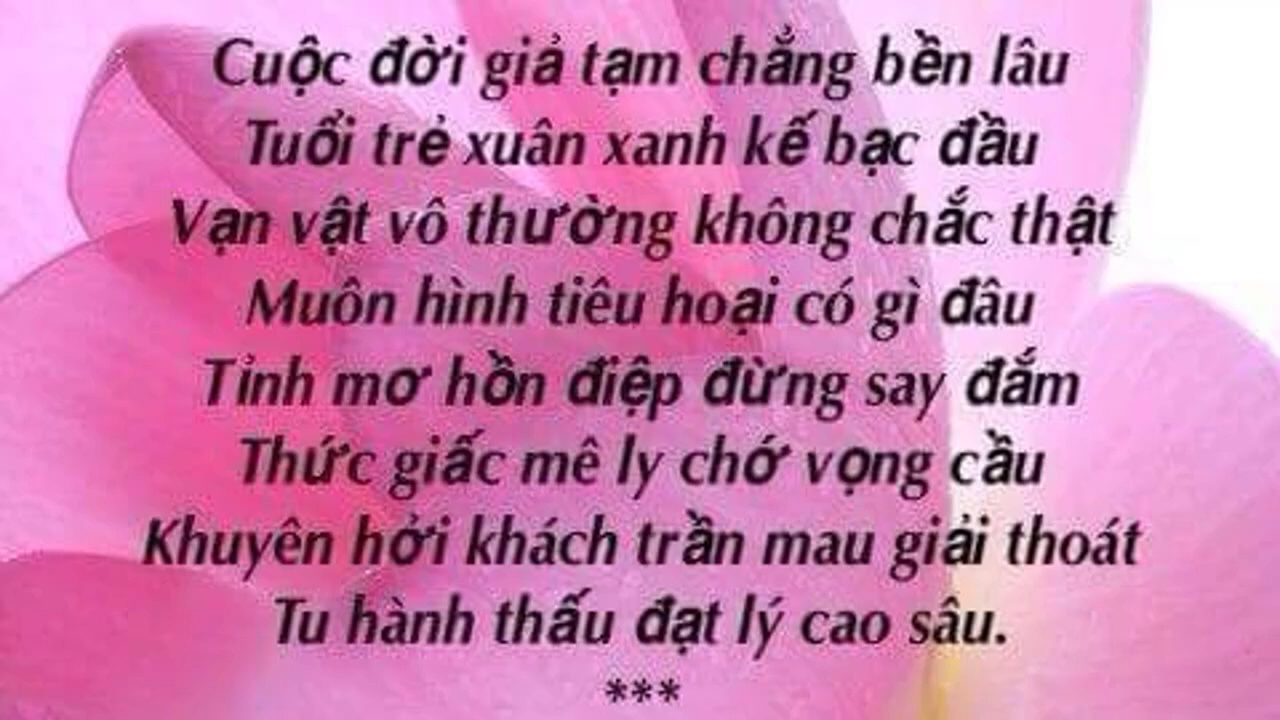 Cuộc đời giả tạm chẳng bền lâu
Tuổi trẻ xuân xanh kế bạc đầu
Vạn vật vô thường không chắc thật
Muôn hình tiêu hoại có gì đâu
Tỉnh mơ hồn điệp đừng say đắm
Thức giấc mê ly chớ vọng cầu
Khuyên hởi khách trần mau giải thoát
Tu hành thấu đạt lý cao sâu.
***